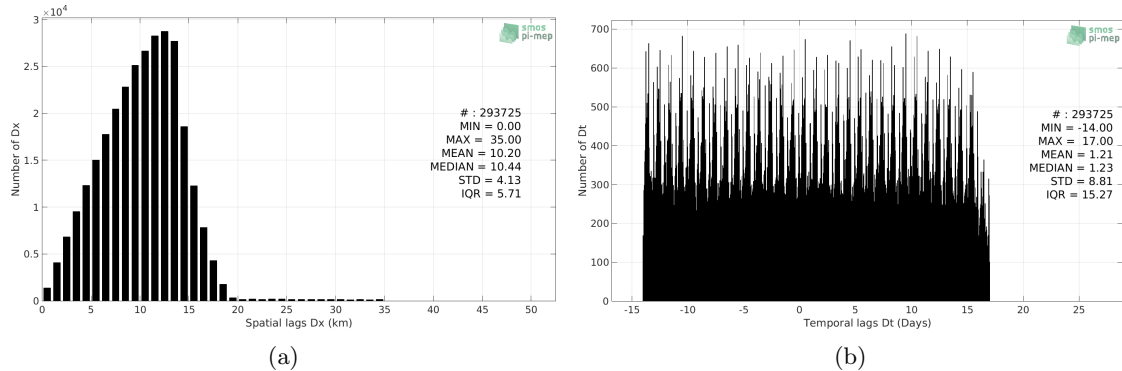 ×10⁴
3
2.5
2
1.5
1
0.5
0
Number of Dx
0 5 10 15 20 25 30 35 40 45 50
Spatial lags Dx (km)
smos
pi-mep
# : 293725
MIN = 0.00
MAX = 35.00
MEAN = 10.20
MEDIAN = 10.44
STD = 4.13
IQR = 5.71
(a)
700
600
500
400
300
200
100
0
Number of Dt
-15 -10 -5 0 5 10 15 20 25
Temporal lags Dt (Days)
smos
pi-mep
# : 293725
MIN = -14.00
MAX = 17.00
MEAN = 1.21
MEDIAN = 1.23
STD = 8.81
IQR = 15.27
(b)